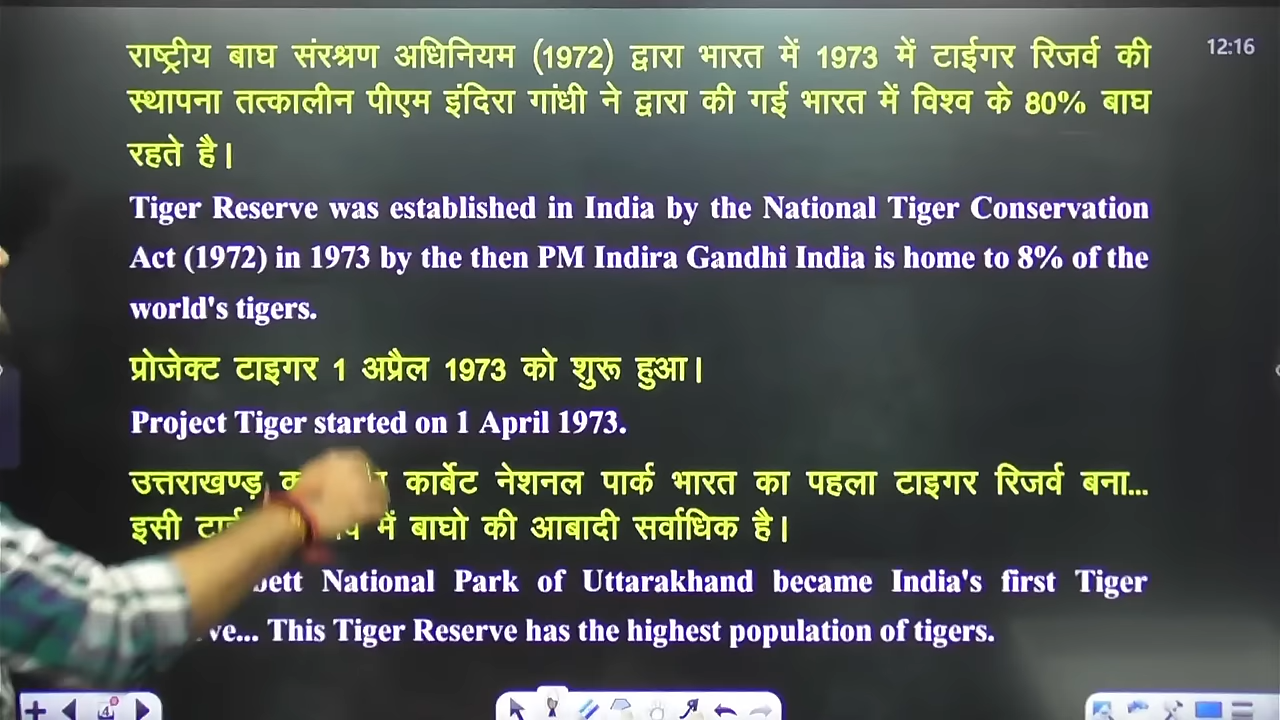 राष्ट्रीय बाघ संरश्रण अधिनियम (1972) द्वारा भारत में 1973 में टाईगर रिजर्व की
12:16
स्थापना तत्कालीन पीएम इंदिरा गांधी ने द्वारा की गई भारत में विश्व के 80% बाघ
रहते है।
Tiger Reserve was established in India by the National Tiger Conservation
Act (1972) in 1973 by the then PM Indira Gandhi India is home to 8% of the
world's tigers.
प्रोजेक्ट टाइगर 1 अप्रैल 1973 को शुरू हुआ।
Project Tiger started on 1 April 1973.
उत्तराखण्ड़ कार्बेट नेशनल पार्क भारत का पहला टाइगर रिजर्व बना...
इसी में बाघो की आबादी सर्वाधिक है।
National Park of Uttarakhand became India's first Tiger
This Tiger Reserve has the highest population of tigers.
4